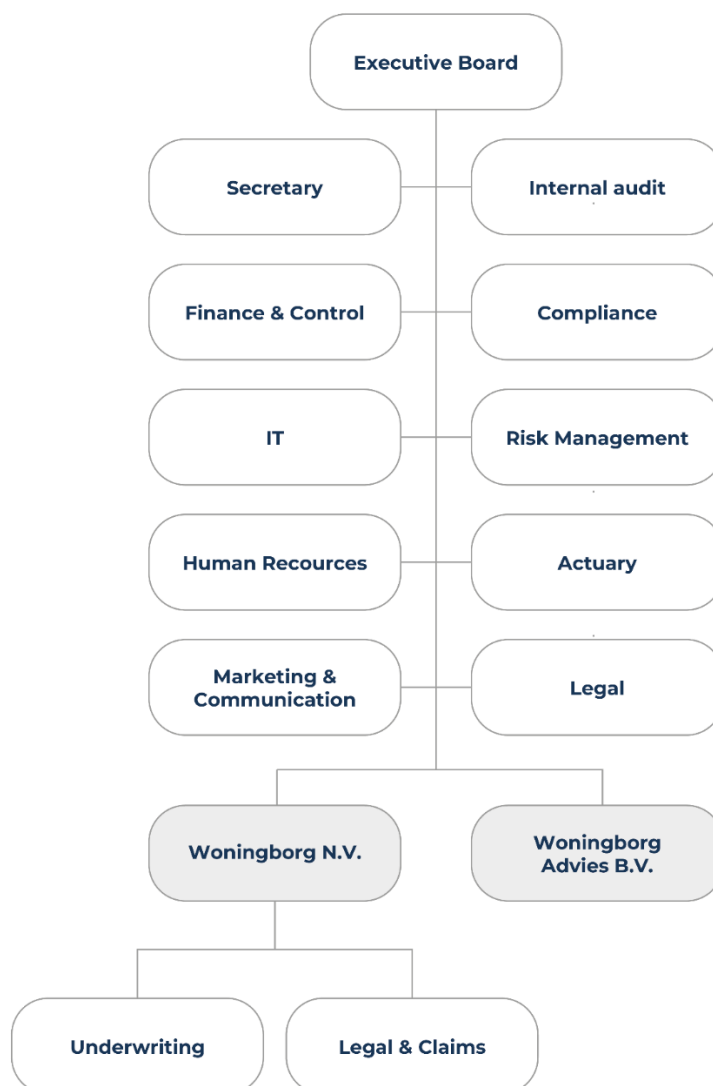 Executive Board
Secretary
Internal audit
Finance & Control
Compliance
IT
Risk Management
Human Recources
Actuary
Marketing &
Communication
Legal
Woningborg N.V.
Woningborg
Advies B.V.
Underwriting
Legal & Claims